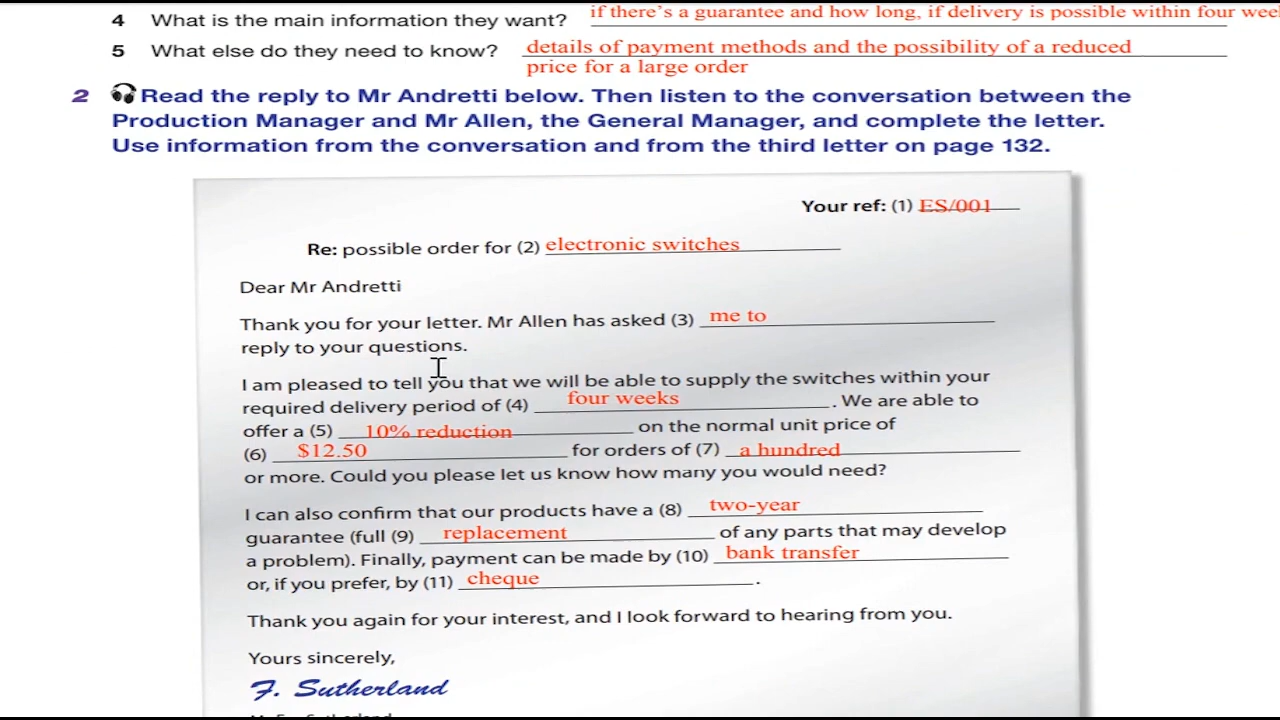 4 What is the main information they want? if there's a guarantee and how long, if delivery is possible within four
5 What else do they need to know? details of payment methods and the possibility of a reduced
price for a large order
2 Read the reply to Mr Andretti below. Then listen to the conversation between the
Production Manager and Mr Allen, the General Manager, and complete the letter.
Use information from the conversation and from the third letter on page 132.
Your ref: (1) ES/001
Re: possible order for (2) electronic switches
Dear Mr Andretti
Thank you for your letter. Mr Allen has asked (3) me to
reply to your questions.
I am pleased to tell you that we will be able to supply the switches within your
required delivery period of (4) four weeks. We are able to
offer a (5) 10% reduction on the normal unit price of
(6) $12.50 for orders of (7) a hundred
or more. Could you please let us know how many you would need?
I can also confirm that our products have a (8) two-year
guarantee (full (9) replacement of any parts that may develop
a problem). Finally, payment can be made by (10) bank transfer
or, if you prefer, by (11) cheque.
Thank you again for your interest, and I look forward to hearing from you.
Yours sincerely,
F. Sutherland